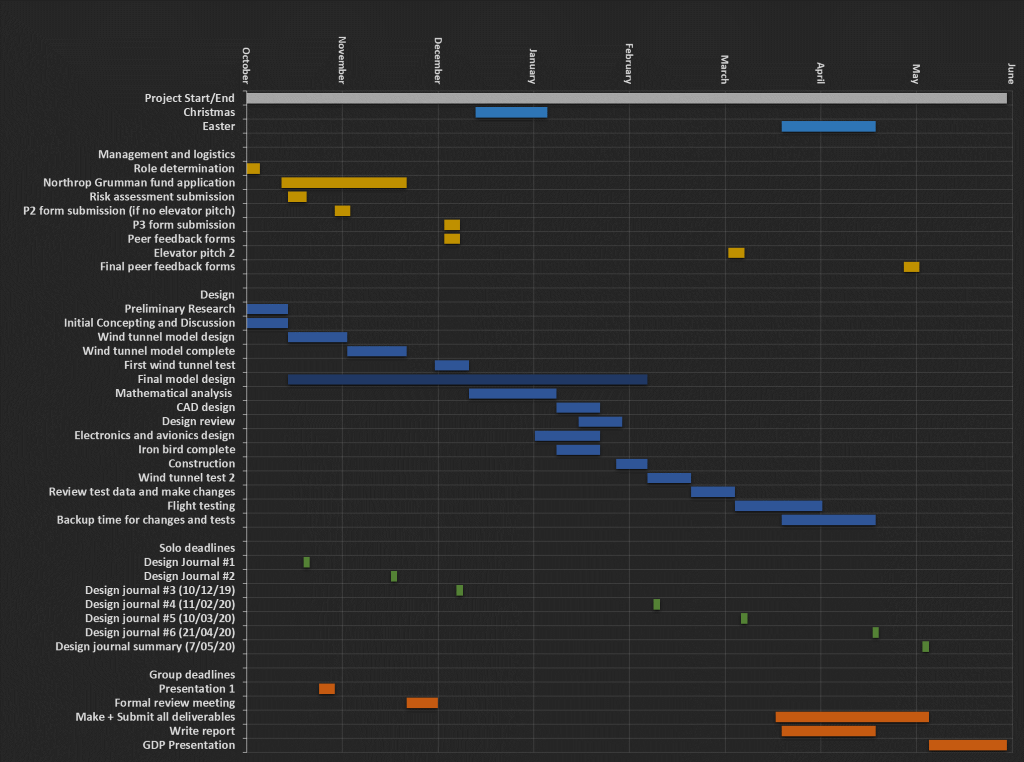 October
November
December
January
February
March
April
May
June
Project Start/End
Christmas
Easter
Management and logistics
Role determination
Northrop Grumman fund application
Risk assessment submission
P2 form submission (if no elevator pitch)
P3 form submission
Peer feedback forms
Elevator pitch 2
Final peer feedback forms
Design
Preliminary Research
Initial Concepting and Discussion
Wind tunnel model design
Wind tunnel model complete
First wind tunnel test
Final model design
Mathematical analysis
CAD design
Design review
Electronics and avionics design
Iron bird complete
Construction
Wind tunnel test 2
Review test data and make changes
Flight testing
Backup time for changes and tests
Solo deadlines
Design Journal #1
Design Journal #2
Design journal #3 (10/12/19)
Design journal #4 (11/02/20)
Design journal #5 (10/03/20)
Design journal #6 (21/04/20)
Design journal summary (7/05/20)
Group deadlines
Presentation 1
Formal review meeting
Make + Submit all deliverables
Write report
GDP Presentation